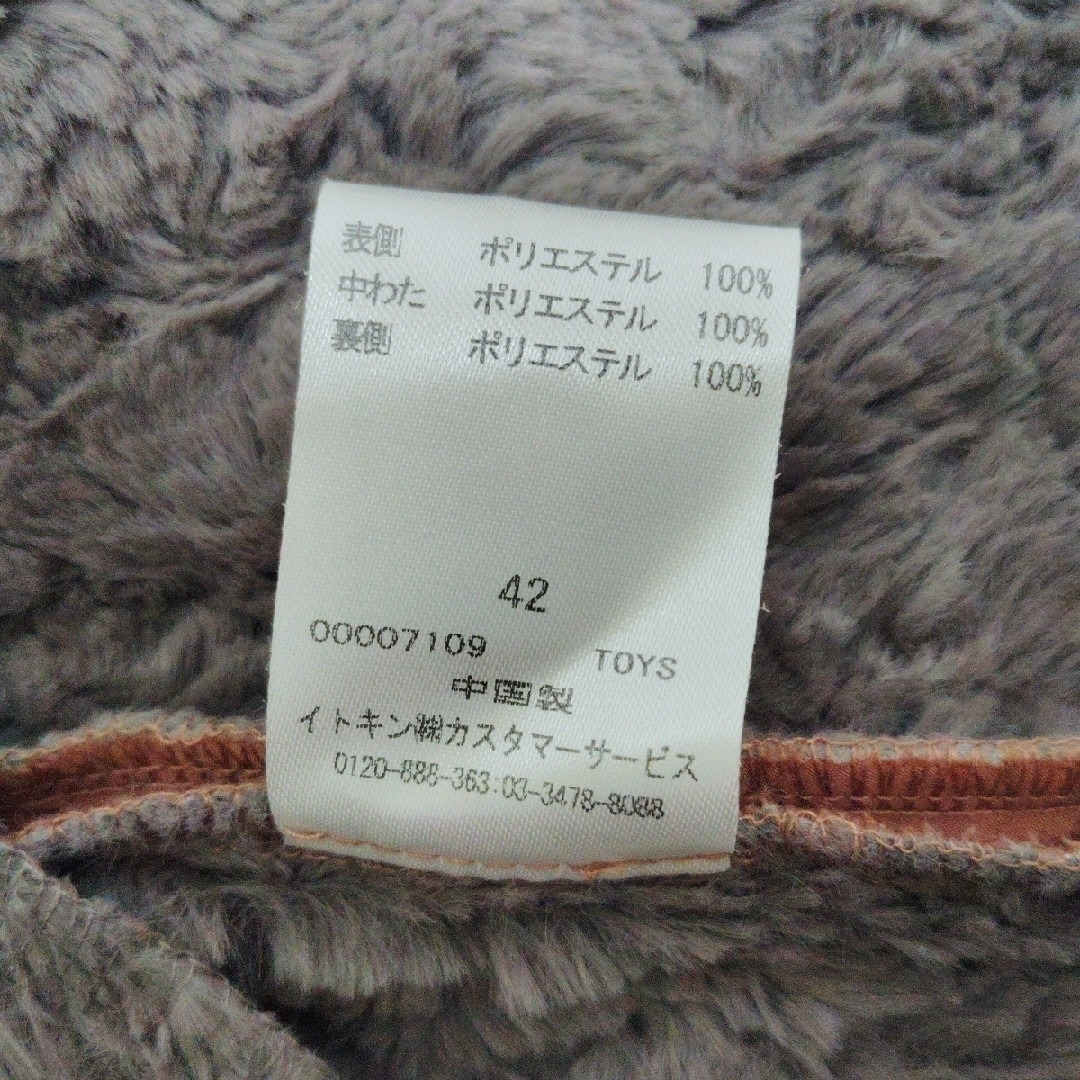 表側 ポリエステル 100%
中わた ポリエステル 100%
裏側 ポリエステル 100%
42
00007109 TOYS
中国製
イトキン㈱カスタマーサービス
0120-888-363:03-3478-8088